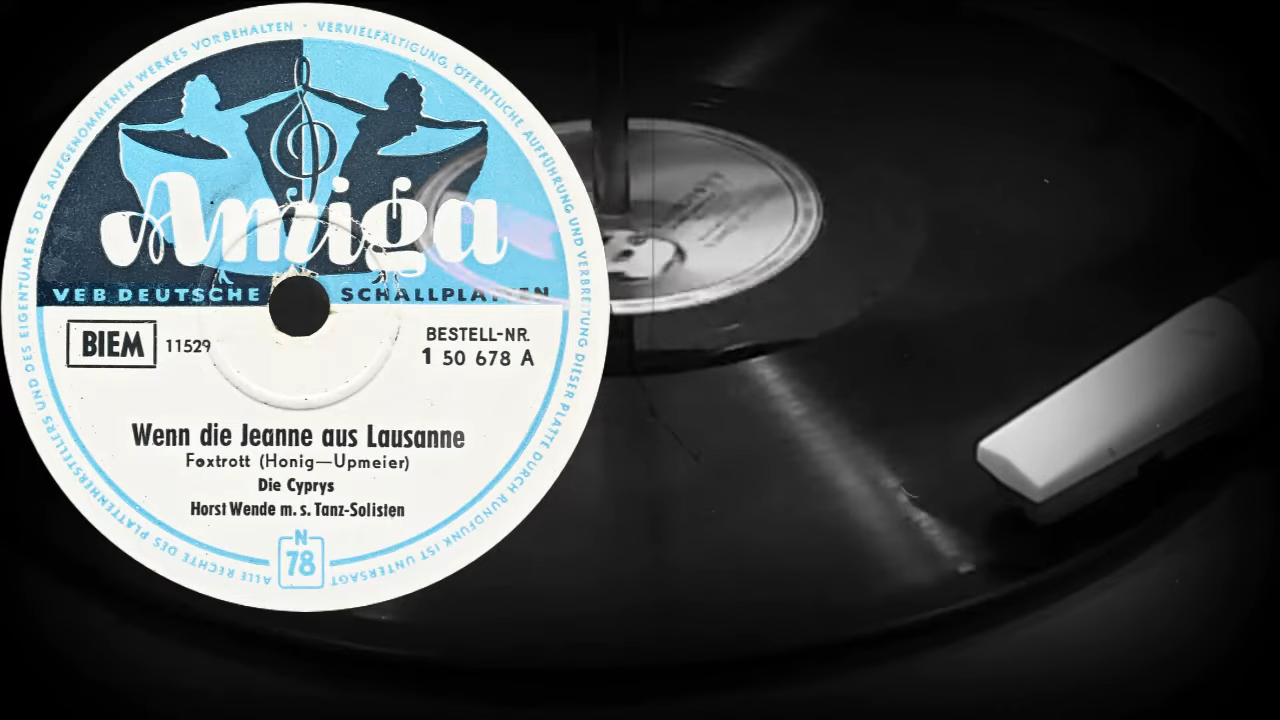 ALLE RECHTE DES PLATTENHERSTELLERS UND DES EIGENTÜMERS DES AUFGENOMMENEN WERKES VORBEHALTEN · VERVIELFÄLTIGUNG, ÖFFENTLICHE AUFFÜHRUNG UND VERBREITUNG DIESER PLATTE DURCH RUNDFUNK IST UNTERSAGT
Amiga
VEB DEUTSCHE SCHALLPLATTEN
BIEM 11529
BESTELL-NR.
1 50 678 A
Wenn die Jeanne aus Lausanne
Foxtrott (Honig—Upmeier)
Die Cyprys
Horst Wende m. s. Tanz-Solisten
N
78